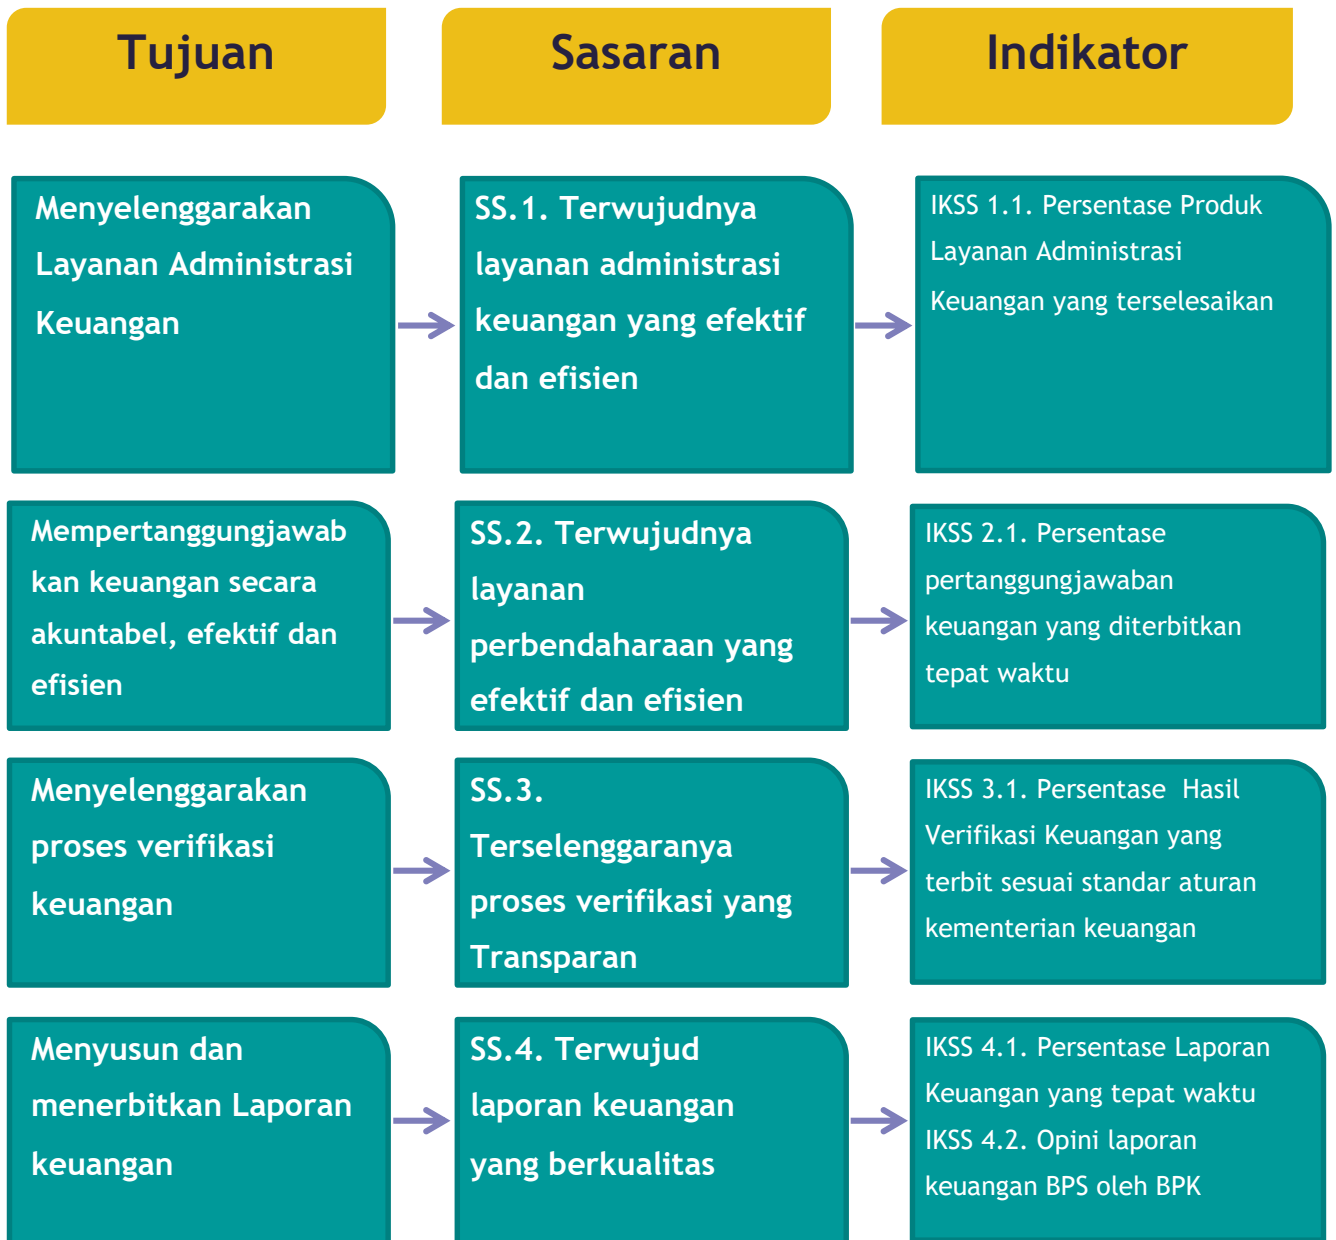 Tujuan
Sasaran
Indikator
Menyelenggarakan
Layanan Administrasi
Keuangan
SS.1. Terwujudnya
layanan administrasi
keuangan yang efektif
dan efisien
IKSS 1.1. Persentase Produk
Layanan Administrasi
Keuangan yang terselesaikan
Mempertanggungjawab
kan keuangan secara
akuntabel, efektif dan
efisien
SS.2. Terwujudnya
layanan
perbendaharaan yang
efektif dan efisien
IKSS 2.1. Persentase
pertanggungjawaban
keuangan yang diterbitkan
tepat waktu
Menyelenggarakan
proses verifikasi
keuangan
SS.3.
Terselenggaranya
proses verifikasi yang
Transparan
IKSS 3.1. Persentase  Hasil
Verifikasi Keuangan yang
terbit sesuai standar aturan
kementerian keuangan
Menyusun dan
menerbitkan Laporan
keuangan
SS.4. Terwujud
laporan keuangan
yang berkualitas
IKSS 4.1. Persentase Laporan
Keuangan yang tepat waktu
IKSS 4.2. Opini laporan
keuangan BPS oleh BPK